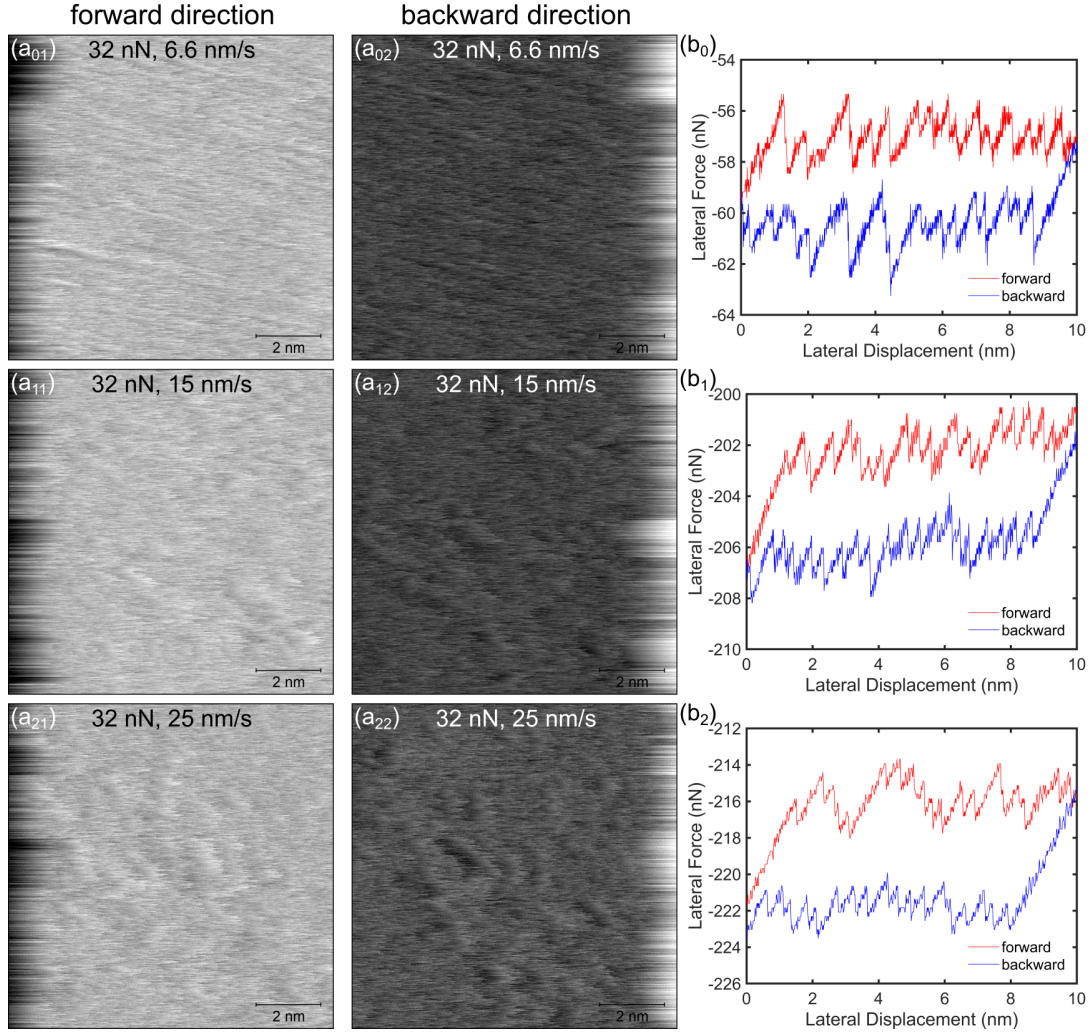 forward direction
backward direction
(a01) 32 nN, 6.6 nm/s
2 nm
(a02) 32 nN, 6.6 nm/s
2 nm
(b0)
-54
-56
-58
-60
-62
-64
Lateral Force (nN)
forward
backward
0 2 4 6 8 10
Lateral Displacement (nm)
(a11) 32 nN, 15 nm/s
2 nm
(a12) 32 nN, 15 nm/s
2 nm
(b1)
-200
-202
-204
-206
-208
-210
Lateral Force (nN)
forward
backward
0 2 4 6 8 10
Lateral Displacement (nm)
(a21) 32 nN, 25 nm/s
2 nm
(a22) 32 nN, 25 nm/s
2 nm
(b2)
-212
-214
-216
-218
-220
-222
-224
-226
Lateral Force (nN)
forward
backward
0 2 4 6 8 10
Lateral Displacement (nm)